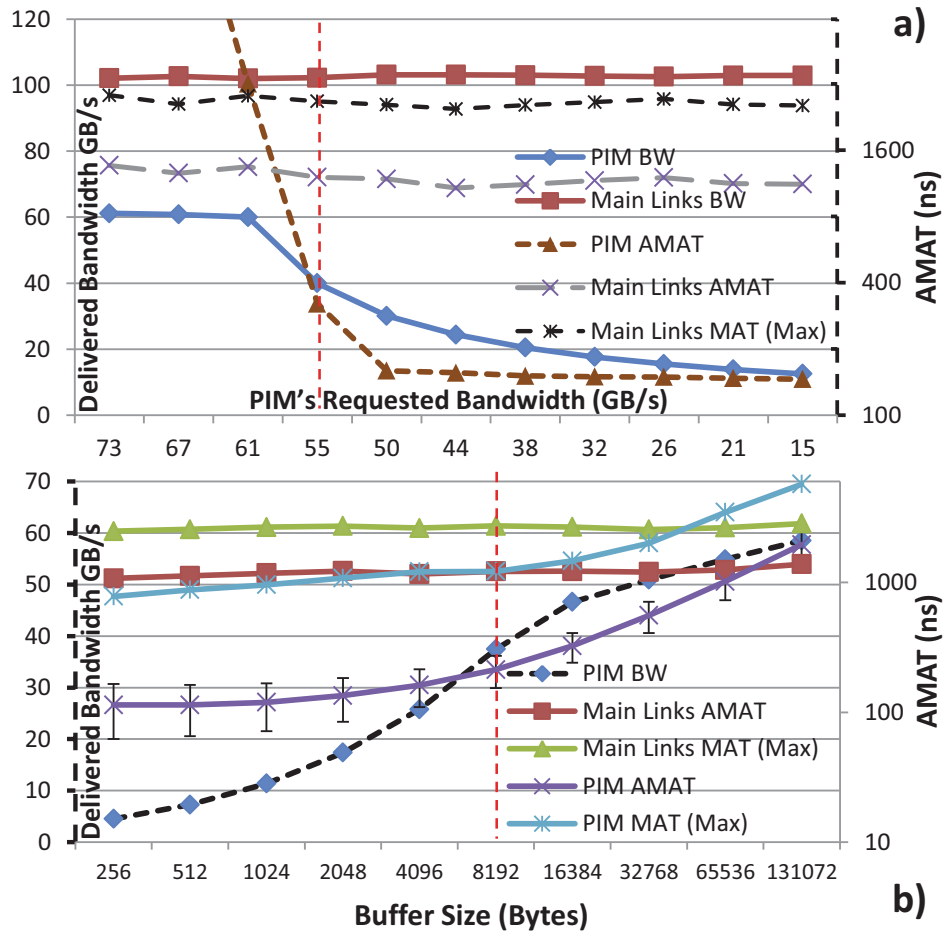 a)
120
100
80
60
40
20
0
Delivered Bandwidth GB/s
PIM BW
Main Links BW
PIM AMAT
Main Links AMAT
Main Links MAT (Max)
1600
400
100
AMAT (ns)
PIM's Requested Bandwidth (GB/s)
73 67 61 55 50 44 38 32 26 21 15
70
60
50
40
30
20
10
0
Delivered Bandwidth GB/s
PIM BW
Main Links AMAT
Main Links MAT (Max)
PIM AMAT
PIM MAT (Max)
1000
100
10
AMAT (ns)
256 512 1024 2048 4096 8192 16384 32768 65536 131072
Buffer Size (Bytes)
b)